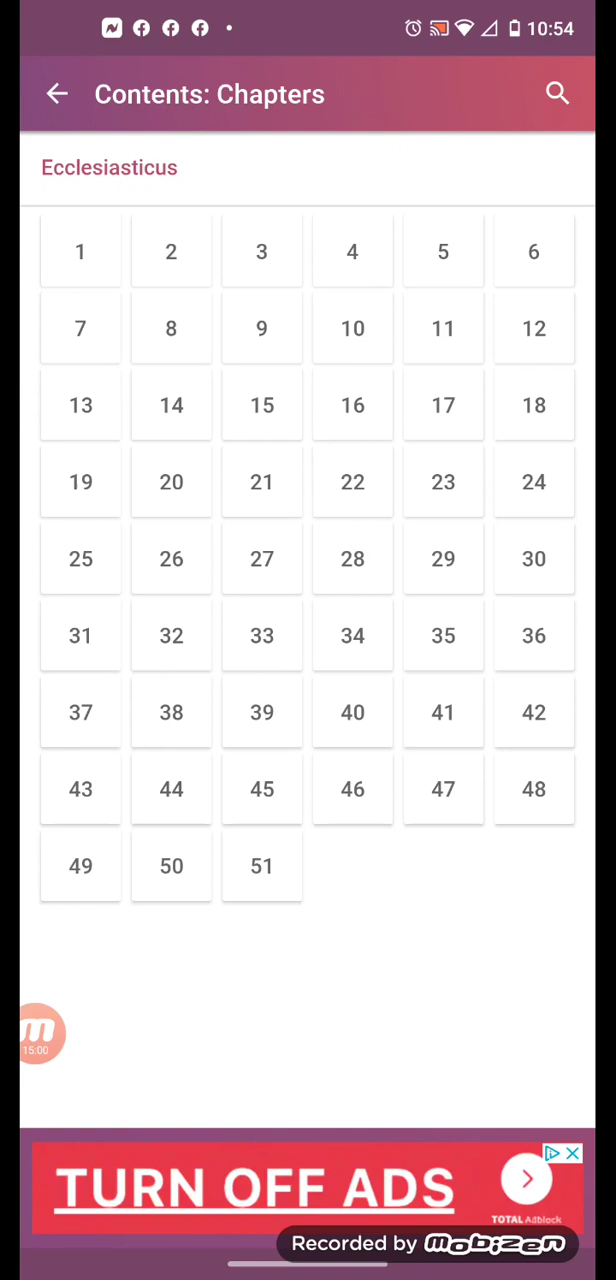 10:54
Contents: Chapters
Ecclesiasticus
1 2 3 4 5 6
7 8 9 10 11 12
13 14 15 16 17 18
19 20 21 22 23 24
25 26 27 28 29 30
31 32 33 34 35 36
37 38 39 40 41 42
43 44 45 46 47 48
49 50 51
m
15:00
TURN OFF ADS
TOTAL Adblock
Recorded by mobizen